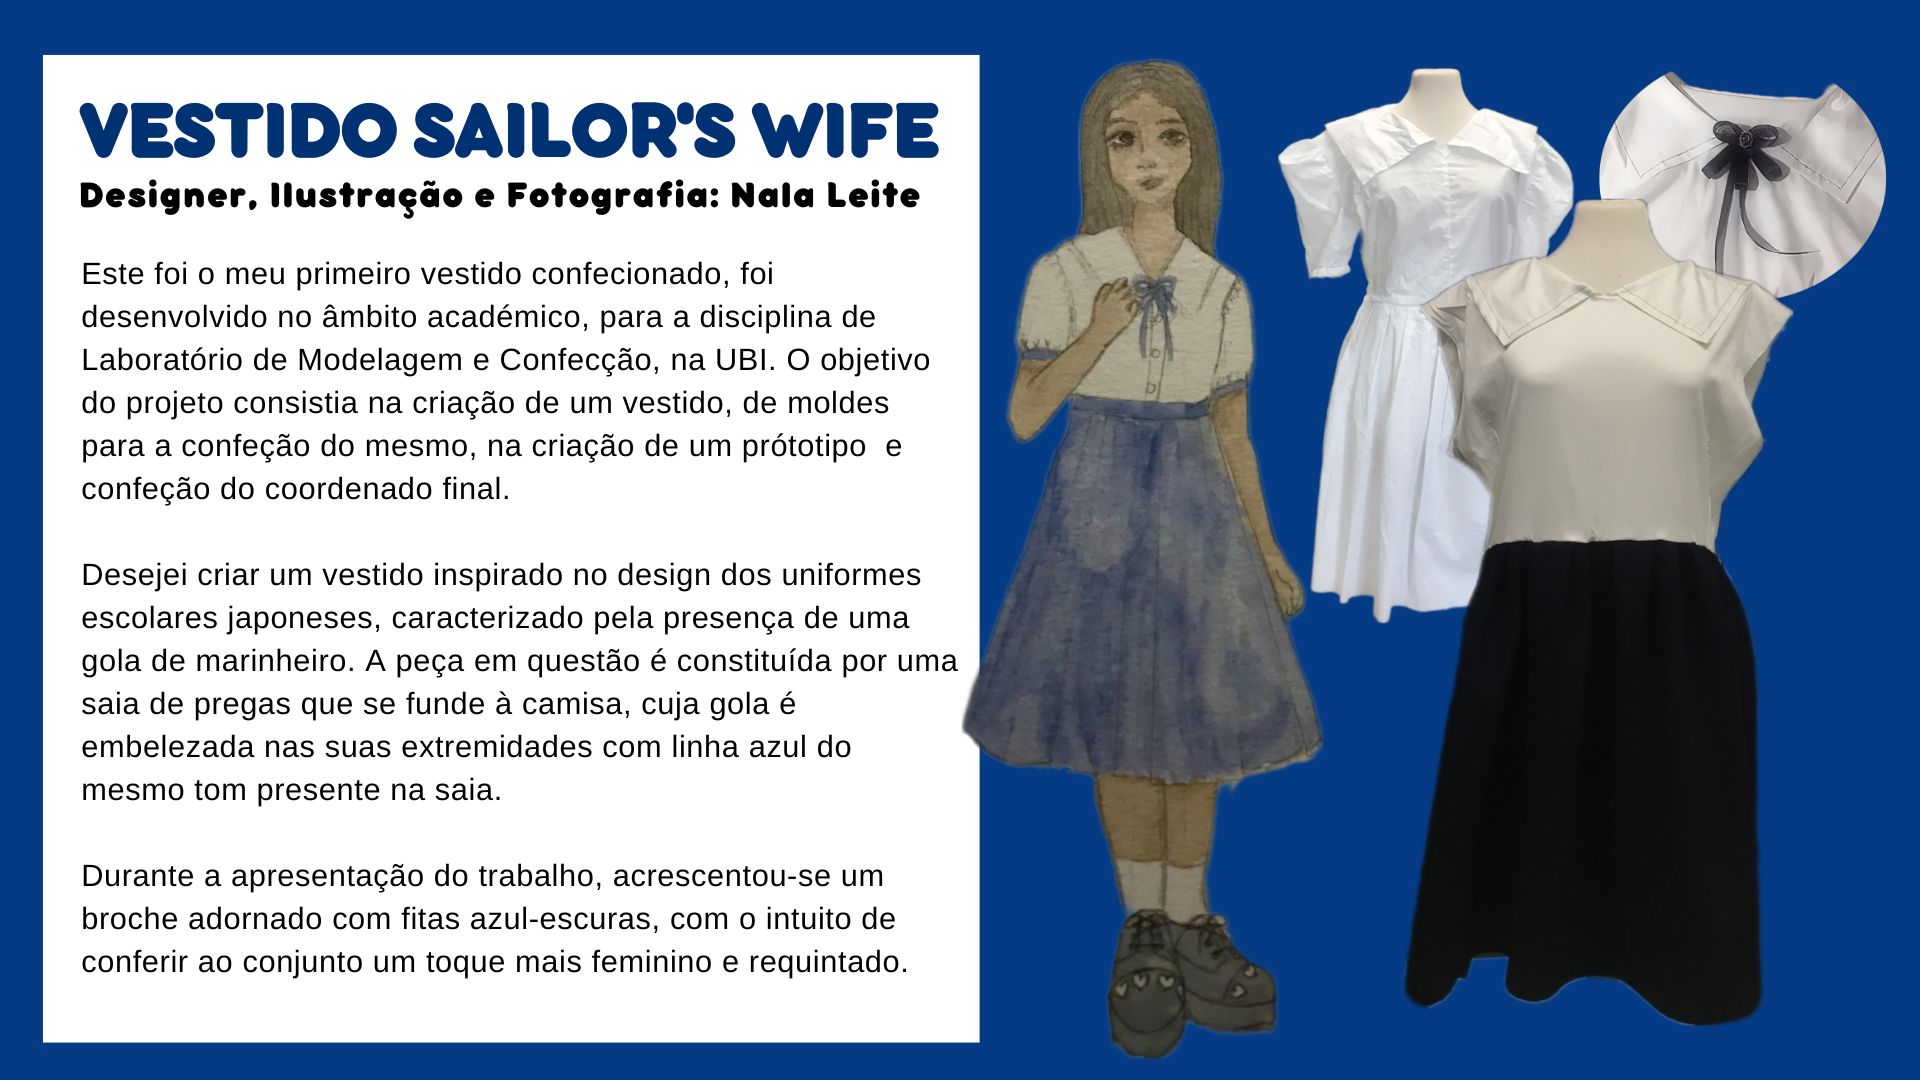 VESTIDO SAILOR'S WIFE
Designer, Ilustração e Fotografia: Nala Leite
Este foi o meu primeiro vestido confecionado, foi
desenvolvido no âmbito académico, para a disciplina de
Laboratório de Modelagem e Confecção, na UBI. O objetivo
do projeto consistia na criação de um vestido, de moldes
para a confeção do mesmo, na criação de um prótotipo  e
confeção do coordenado final.
Desejei criar um vestido inspirado no design dos uniformes
escolares japoneses, caracterizado pela presença de uma
gola de marinheiro. A peça em questão é constituída por uma
saia de pregas que se funde à camisa, cuja gola é
embelezada nas suas extremidades com linha azul do
mesmo tom presente na saia.
Durante a apresentação do trabalho, acrescentou-se um
broche adornado com fitas azul-escuras, com o intuito de
conferir ao conjunto um toque mais feminino e requintado.